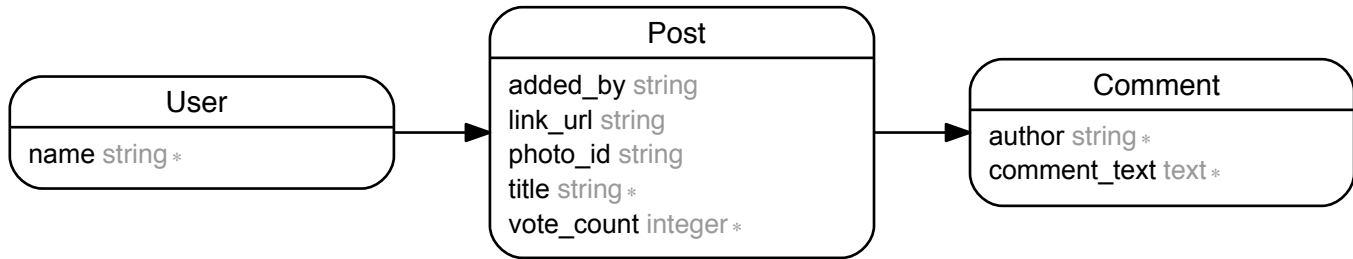 User
name string *
Post
added_by string
link_url string
photo_id string
title string *
vote_count integer *
Comment
author string *
comment_text text *